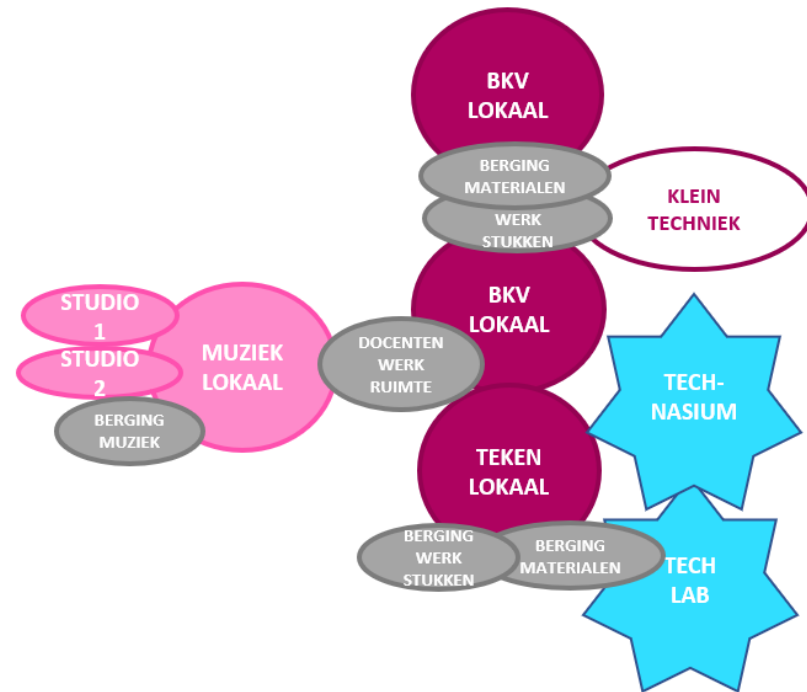 BKV
LOKAAL
BERGING
MATERIALEN
WERK
STUKKEN
KLEIN
TECHNIEK
BKV
LOKAAL
STUDIO
1
STUDIO
2
BERGING
MUZIEK
MUZIEK
LOKAAL
DOCENTEN
WERK
RUIMTE
TECH-
NASIUM
TEKEN
LOKAAL
BERGING
WERK
STUKKEN
BERGING
MATERIALEN
TECH
LAB